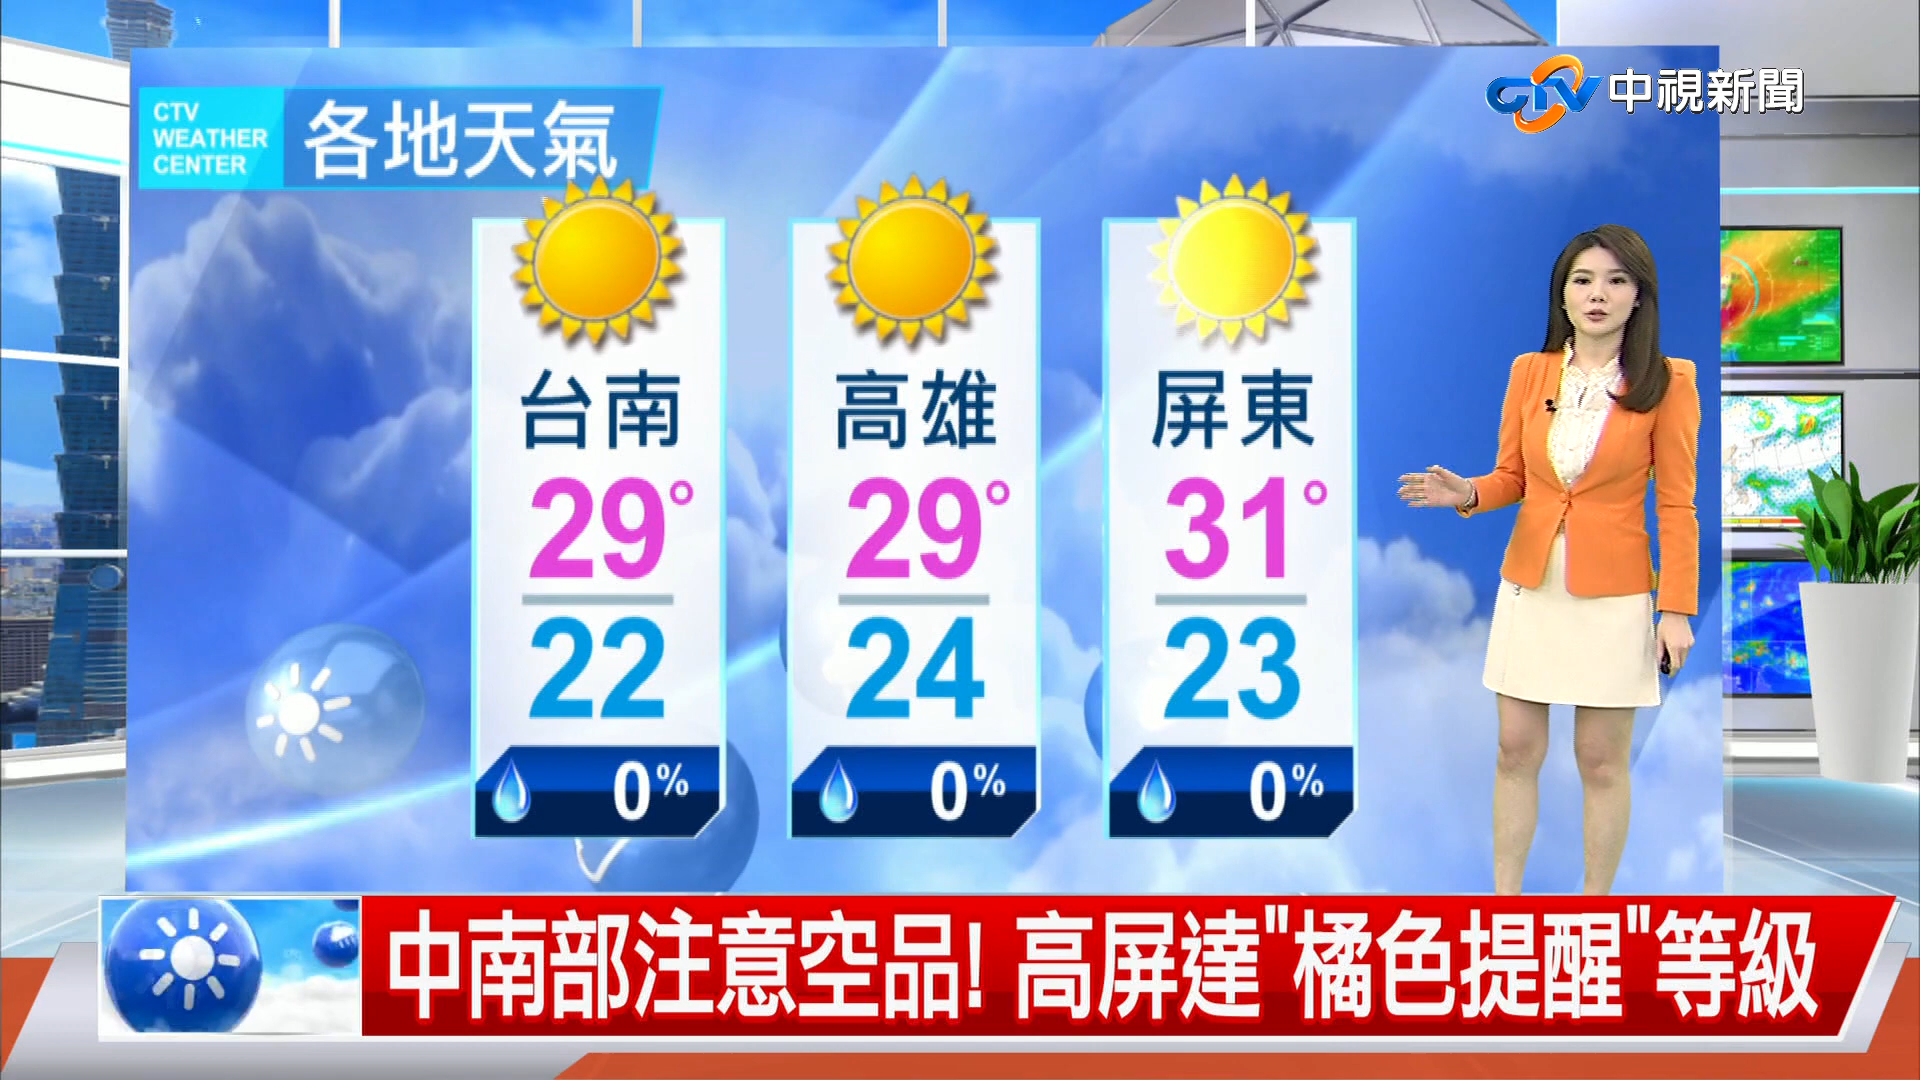 CTV
WEATHER
CENTER
各地天氣
CTV 中視新聞
台南
29°
22
0%
高雄
29°
24
0%
屏東
31°
23
0%
中南部注意空品! 高屏達"橘色提醒"等級